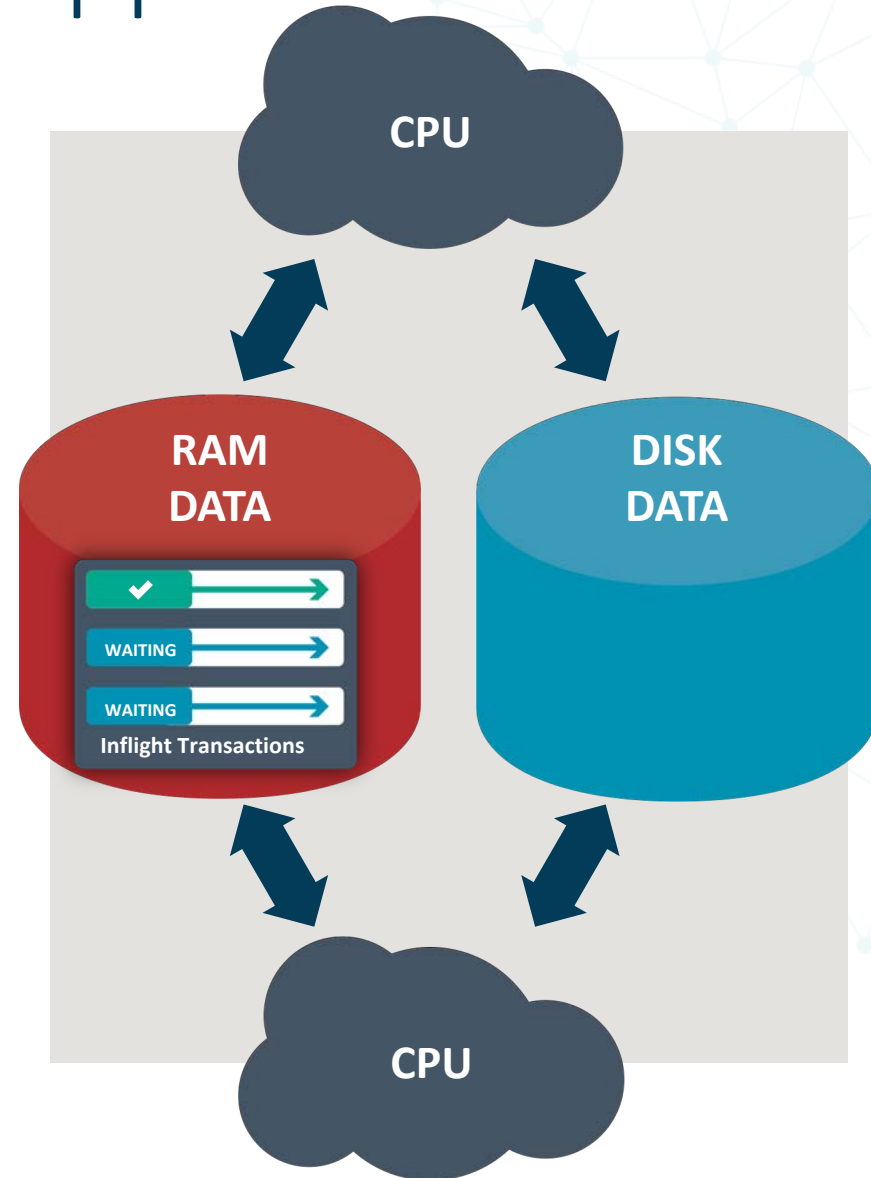 CPU
RAM
DATA
DISK
DATA
WAITING
WAITING
Inflight Transactions
CPU